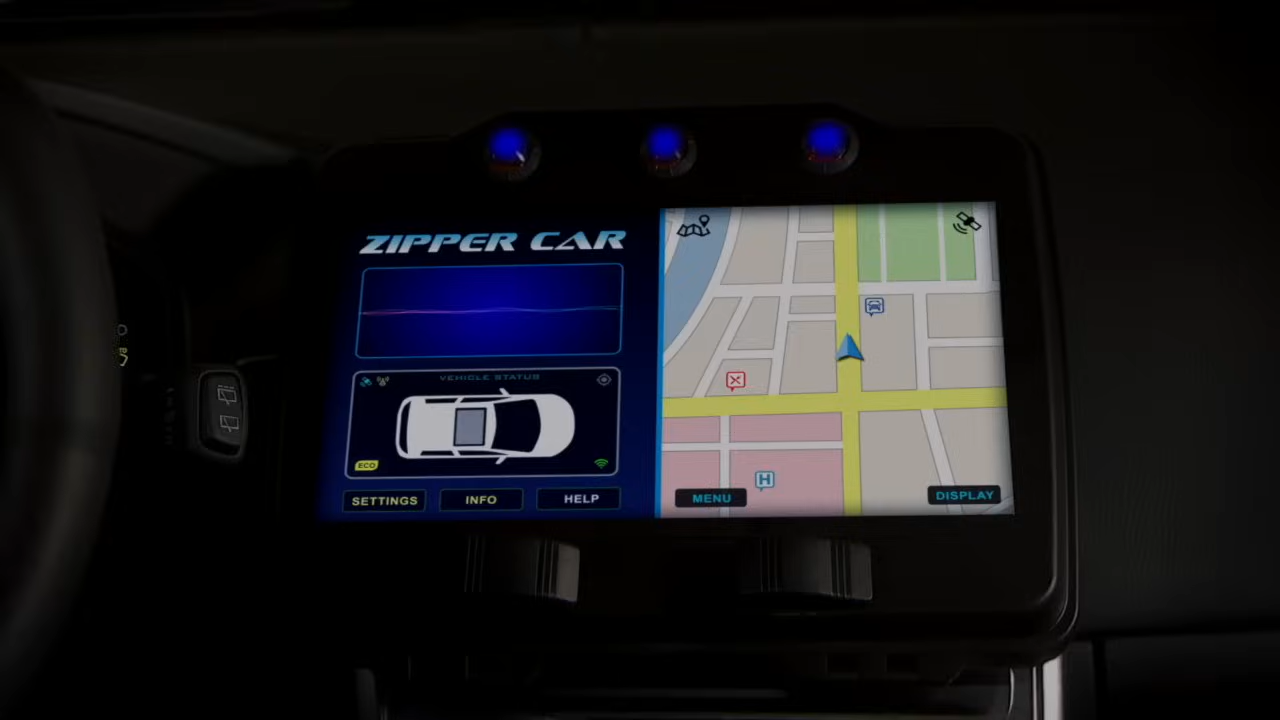 ZIPPER CAR
VEHICLE STATUS
ECO
SETTINGS
INFO
HELP
H
MENU
DISPLAY